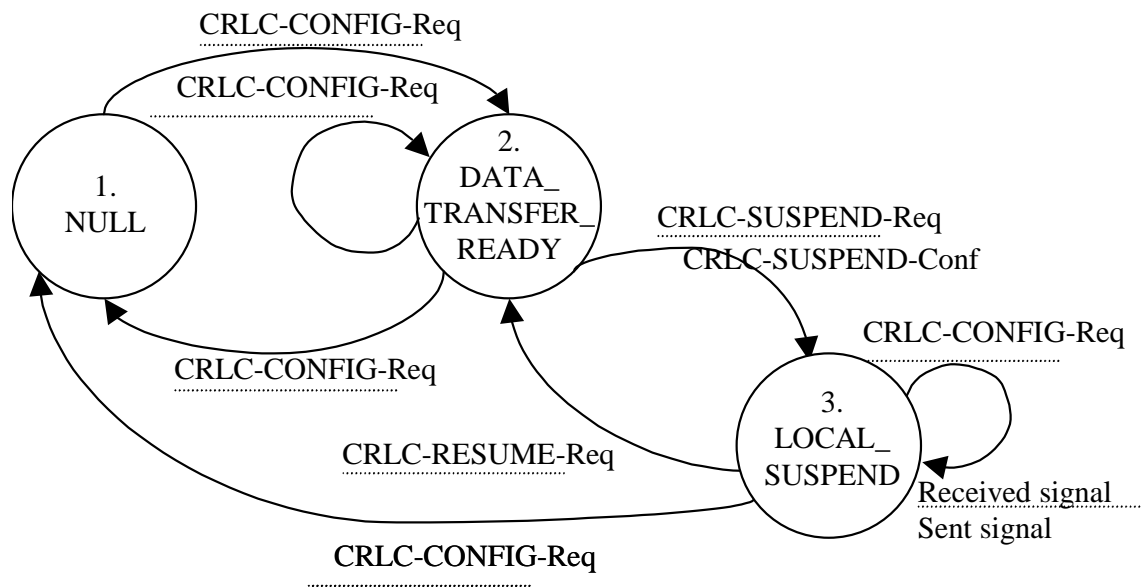 CRLC-CONFIG-Req
CRLC-CONFIG-Req
1.
NULL
2.
DATA_
TRANSFER_
READY
CRLC-SUSPEND-Req
CRLC-SUSPEND-Conf
CRLC-CONFIG-Req
CRLC-CONFIG-Req
3.
LOCAL_
SUSPEND
CRLC-RESUME-Req
Received signal
Sent signal
CRLC-CONFIG-Req